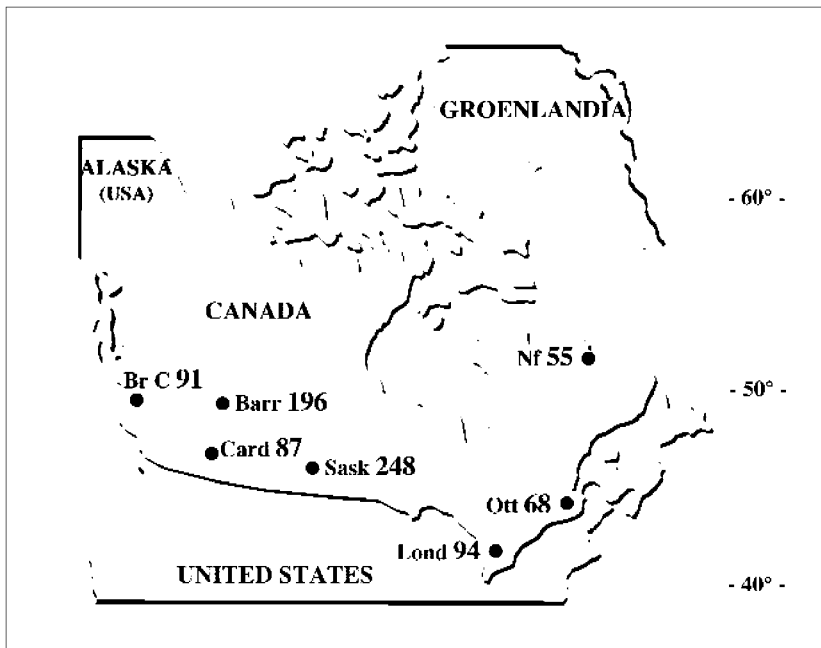 GROENLANDIA
ALASKA
(USA)
- 60° -
CANADA
Nf 55
Br C 91
- 50° -
Barr 196
Card 87
Sask 248
Ott 68
Lond 94
UNITED STATES
- 40° -